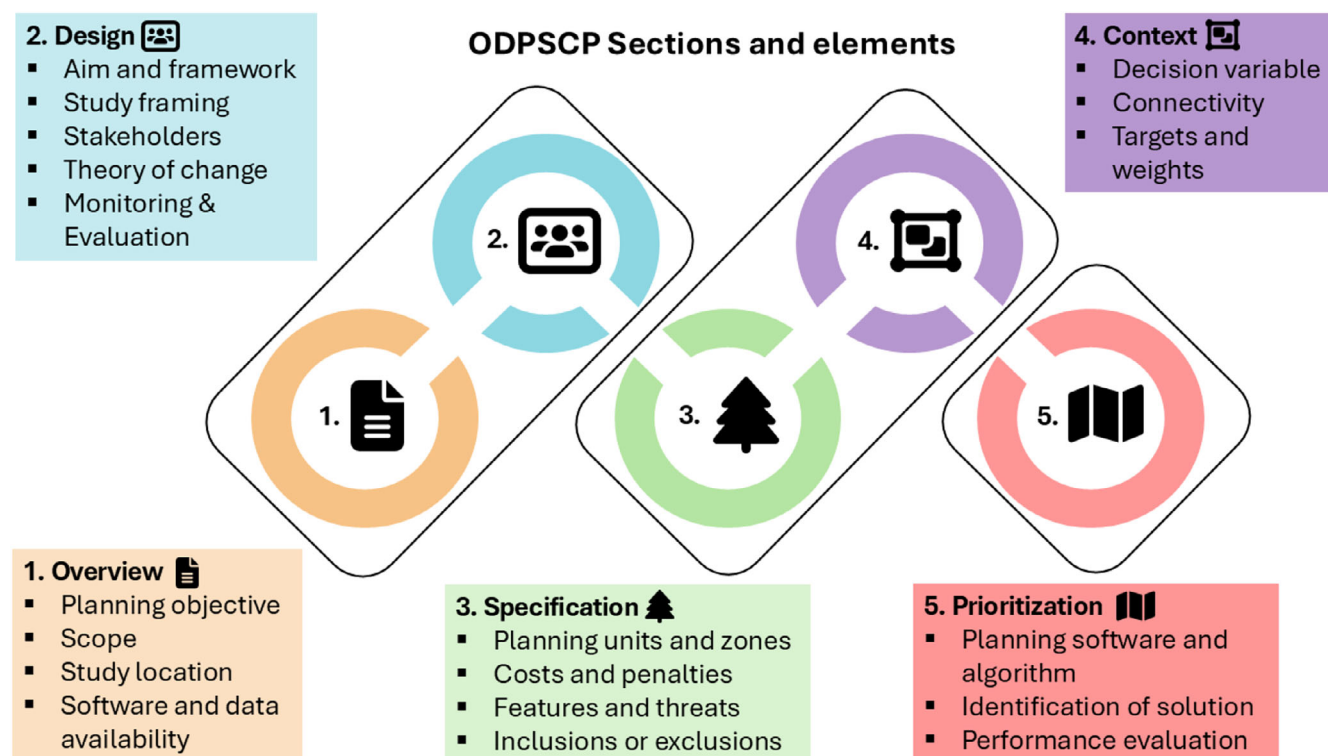 ODPSCP Sections and elements
2. Design
▪ Aim and framework
▪ Study framing
▪ Stakeholders
▪ Theory of change
▪ Monitoring &
Evaluation
4. Context
▪ Decision variable
▪ Connectivity
▪ Targets and
weights
2.
4.
1.
3.
5.
1. Overview
▪ Planning objective
▪ Scope
▪ Study location
▪ Software and data
availability
3. Specification
▪ Planning units and zones
▪ Costs and penalties
▪ Features and threats
▪ Inclusions or exclusions
5. Prioritization
▪ Planning software and
algorithm
▪ Identification of solution
▪ Performance evaluation